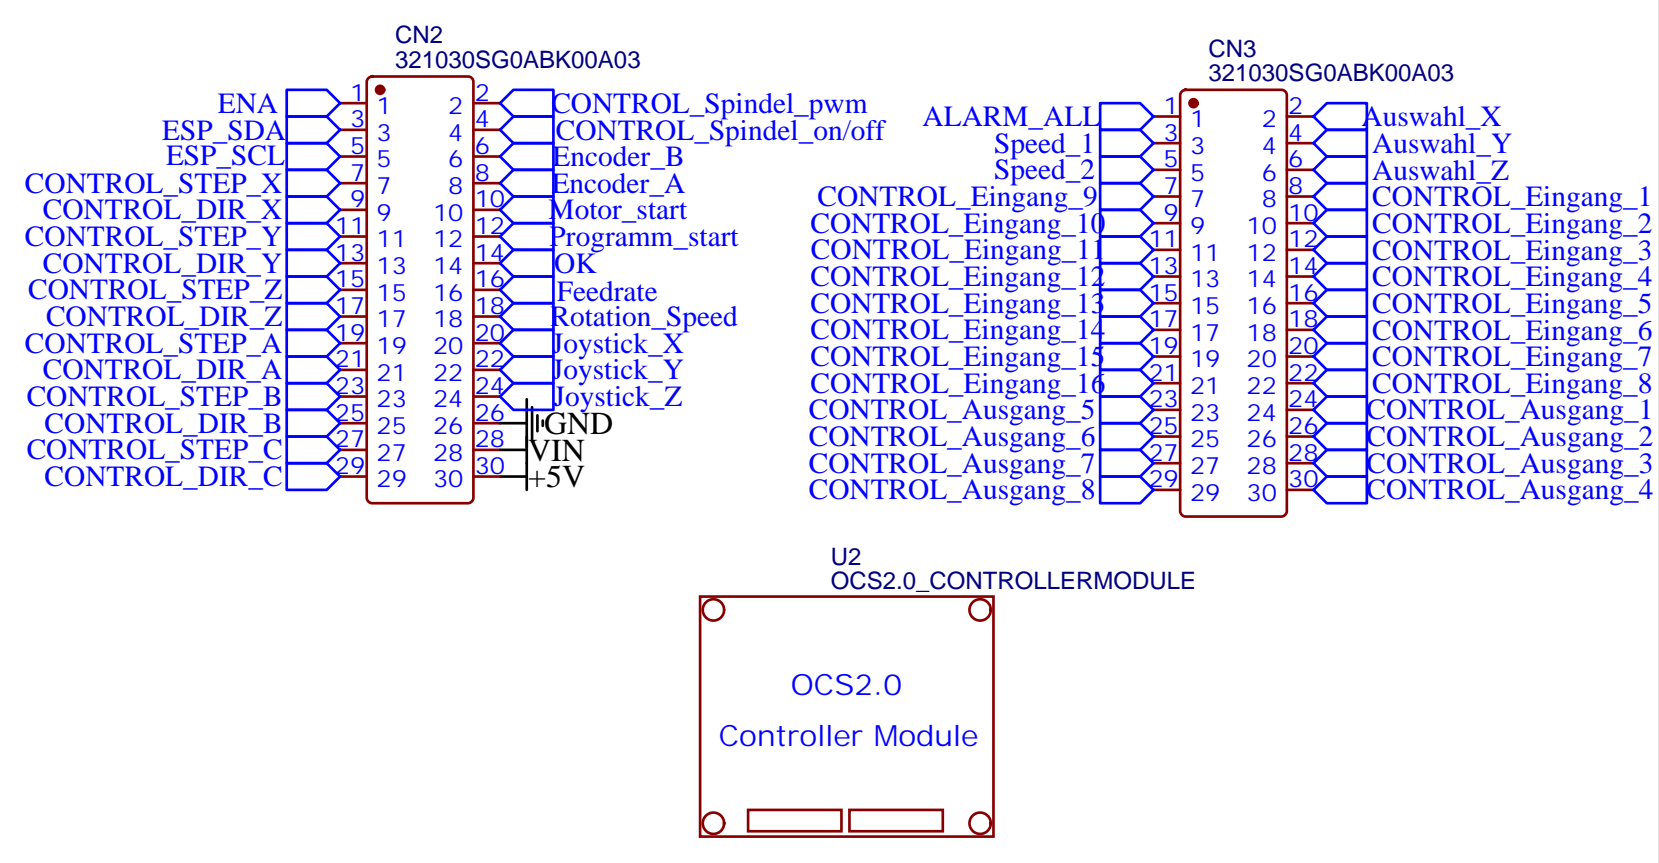 CN2
321030SG0ABK00A03
ENA 1 1 2 2 CONTROL_Spindel_pwm
ESP_SDA 3 3 4 4 CONTROL_Spindel_on/off
ESP_SCL 5 5 6 6 Encoder_B
CONTROL_STEP_X 7 7 8 8 Encoder_A
CONTROL_DIR_X 9 9 10 10 Motor_start
CONTROL_STEP_Y 11 11 12 12 Programm_start
CONTROL_DIR_Y 13 13 14 14 OK
CONTROL_STEP_Z 15 15 16 16 Feedrate
CONTROL_DIR_Z 17 17 18 18 Rotation_Speed
CONTROL_STEP_A 19 19 20 20 Joystick_X
CONTROL_DIR_A 21 21 22 22 Joystick_Y
CONTROL_STEP_B 23 23 24 24 Joystick_Z
CONTROL_DIR_B 25 25 26 26 GND
CONTROL_STEP_C 27 27 28 28 VIN
CONTROL_DIR_C 29 29 30 30 +5V
CN3
321030SG0ABK00A03
ALARM_ALL 1 1 2 2 Auswahl_X
Speed_1 3 3 4 4 Auswahl_Y
Speed_2 5 5 6 6 Auswahl_Z
CONTROL_Eingang_9 7 7 8 8 CONTROL_Eingang_1
CONTROL_Eingang_10 9 9 10 10 CONTROL_Eingang_2
CONTROL_Eingang_11 11 11 12 12 CONTROL_Eingang_3
CONTROL_Eingang_12 13 13 14 14 CONTROL_Eingang_4
CONTROL_Eingang_13 15 15 16 16 CONTROL_Eingang_5
CONTROL_Eingang_14 17 17 18 18 CONTROL_Eingang_6
CONTROL_Eingang_15 19 19 20 20 CONTROL_Eingang_7
CONTROL_Eingang_16 21 21 22 22 CONTROL_Eingang_8
CONTROL_Ausgang_5 23 23 24 24 CONTROL_Ausgang_1
CONTROL_Ausgang_6 25 25 26 26 CONTROL_Ausgang_2
CONTROL_Ausgang_7 27 27 28 28 CONTROL_Ausgang_3
CONTROL_Ausgang_8 29 29 30 30 CONTROL_Ausgang_4
U2
OCS2.0_CONTROLLERMODULE
OCS2.0
Controller Module